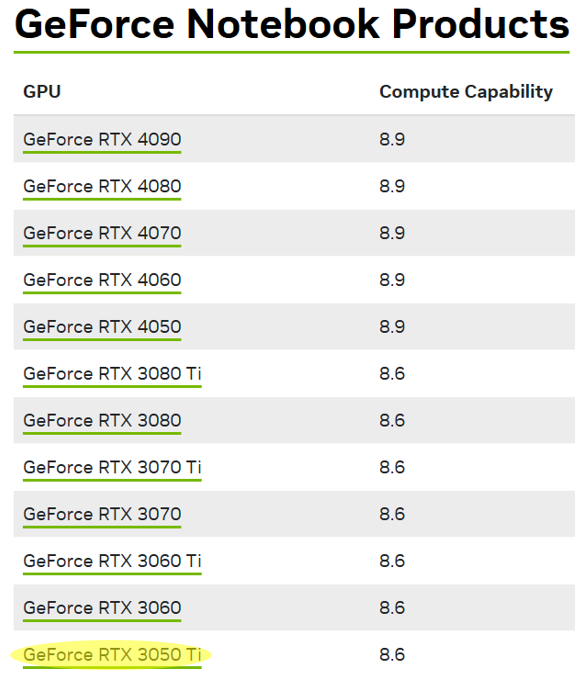 GeForce Notebook Products
GPU Compute Capability
GeForce RTX 4090 8.9
GeForce RTX 4080 8.9
GeForce RTX 4070 8.9
GeForce RTX 4060 8.9
GeForce RTX 4050 8.9
GeForce RTX 3080 Ti 8.6
GeForce RTX 3080 8.6
GeForce RTX 3070 Ti 8.6
GeForce RTX 3070 8.6
GeForce RTX 3060 Ti 8.6
GeForce RTX 3060 8.6
GeForce RTX 3050 Ti 8.6